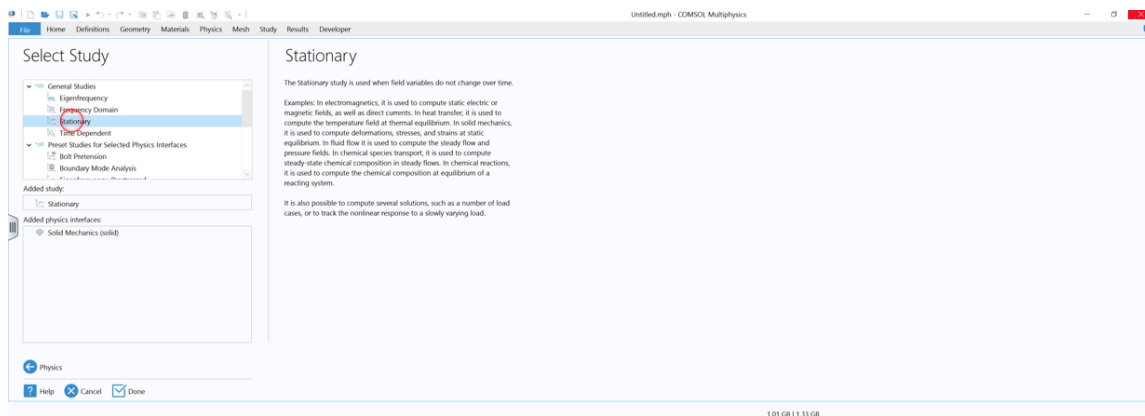 Untitled.mph - COMSOL Multiphysics
File Home Definitions Geometry Materials Physics Mesh Study Results Developer
Select Study
General Studies
Eigenfrequency
Frequency Domain
Stationary
Time Dependent
Preset Studies for Selected Physics Interfaces
Bolt Pretension
Boundary Mode Analysis
Added study:
Stationary
Added physics interfaces:
Solid Mechanics (solid)
Physics
Help Cancel Done
Stationary
The Stationary study is used when field variables do not change over time.
Examples: In electromagnetics, it is used to compute static electric or
magnetic fields, as well as direct currents. In heat transfer, it is used to
compute the temperature field at thermal equilibrium. In solid mechanics,
it is used to compute deformations, stresses, and strains at static
equilibrium. In fluid flow it is used to compute the steady flow and
pressure fields. In chemical species transport, it is used to compute
steady-state chemical composition in steady flows. In chemical reactions,
it is used to compute the chemical composition at equilibrium of a
reacting system.
It is also possible to compute several solutions, such as a number of load
cases, or to track the nonlinear response to a slowly varying load.
1.01 GB | 1.33 GB